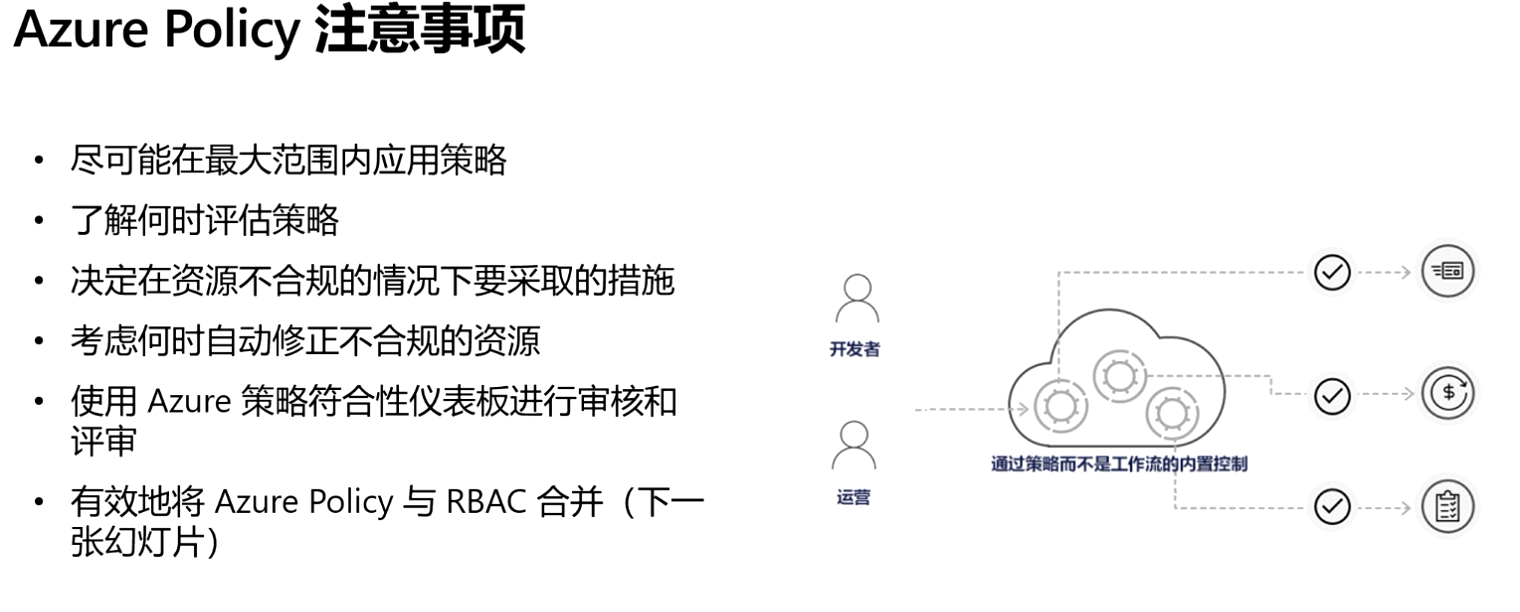 Azure Policy 注意事项
• 尽可能在最大范围内应用策略
• 了解何时评估策略
• 决定在资源不合规的情况下要采取的措施
• 考虑何时自动修正不合规的资源
• 使用 Azure 策略符合性仪表板进行审核和
评审
• 有效地将 Azure Policy 与 RBAC 合并（下一
张幻灯片）
开发者
运营
通过策略而不是工作流的内置控制
$